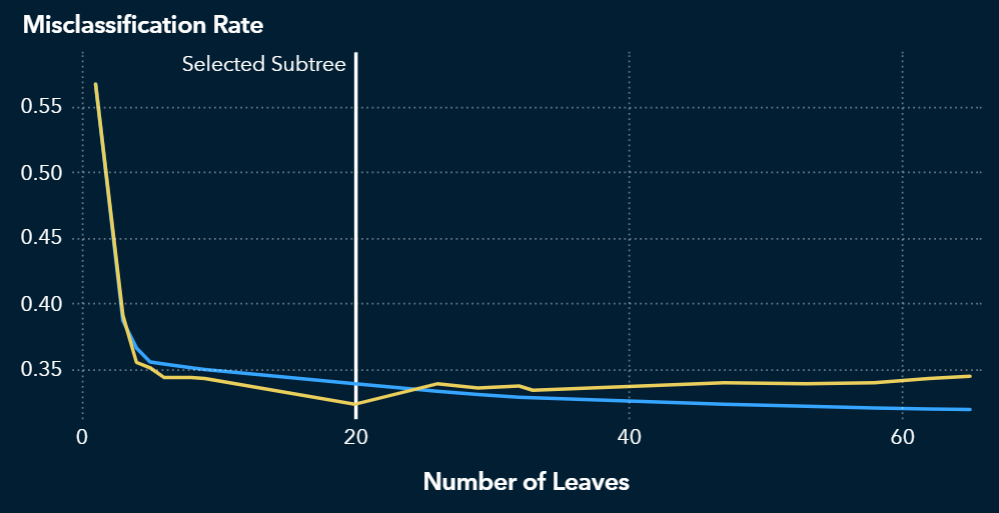 Misclassification Rate
Selected Subtree
0.55
0.50
0.45
0.40
0.35
0 20 40 60
Number of Leaves